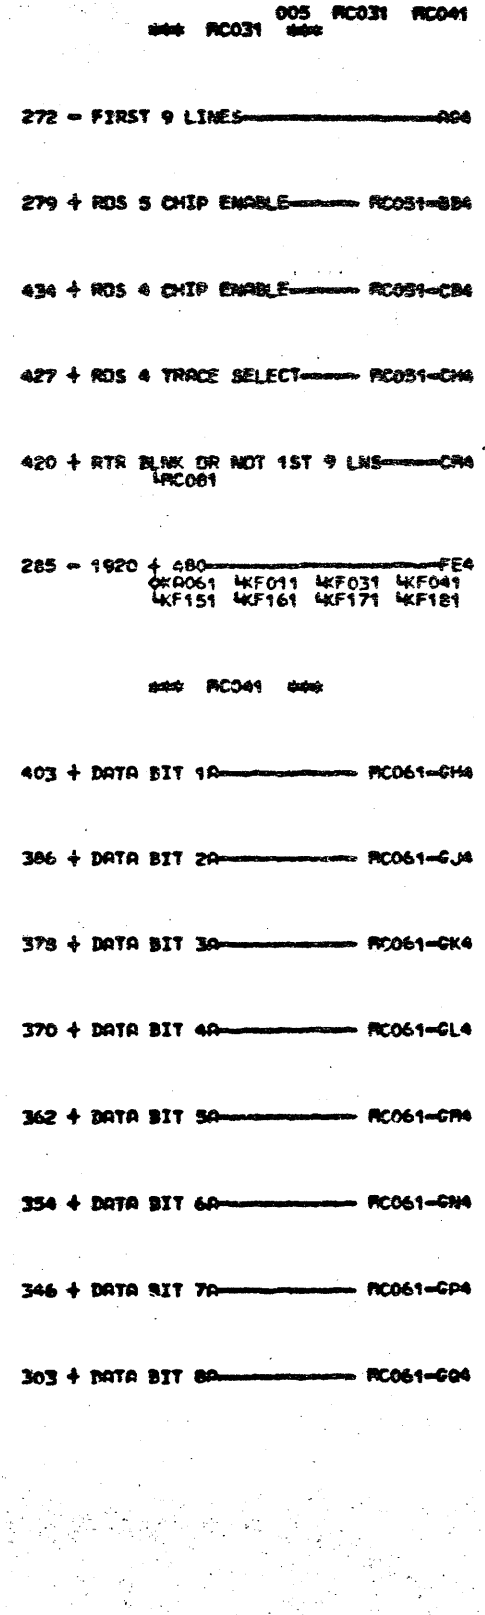 005 RC031 RC041
*** RC031 ***
272 - FIRST 9 LINES AG4
279 + ROS 5 CHIP ENABLE RC051-BB4
434 + ROS 4 CHIP ENABLE RC051-CB4
427 + ROS 4 TRACE SELECT RC051-CM4
420 + RTR BLNK OR NOT 1ST 9 LNS CR4
RC081
285 - 1920 + 480 FE4
KA061 KF011 KF031 KF041
KF151 KF161 KF171 KF181
*** RC041 ***
403 + DATA BIT 1A RC061-GH4
386 + DATA BIT 2A RC061-GJ4
378 + DATA BIT 3A RC061-GK4
370 + DATA BIT 4A RC061-GL4
362 + DATA BIT 5A RC061-GM4
354 + DATA BIT 6A RC061-GN4
346 + DATA BIT 7A RC061-GP4
303 + DATA BIT 8A RC061-GQ4